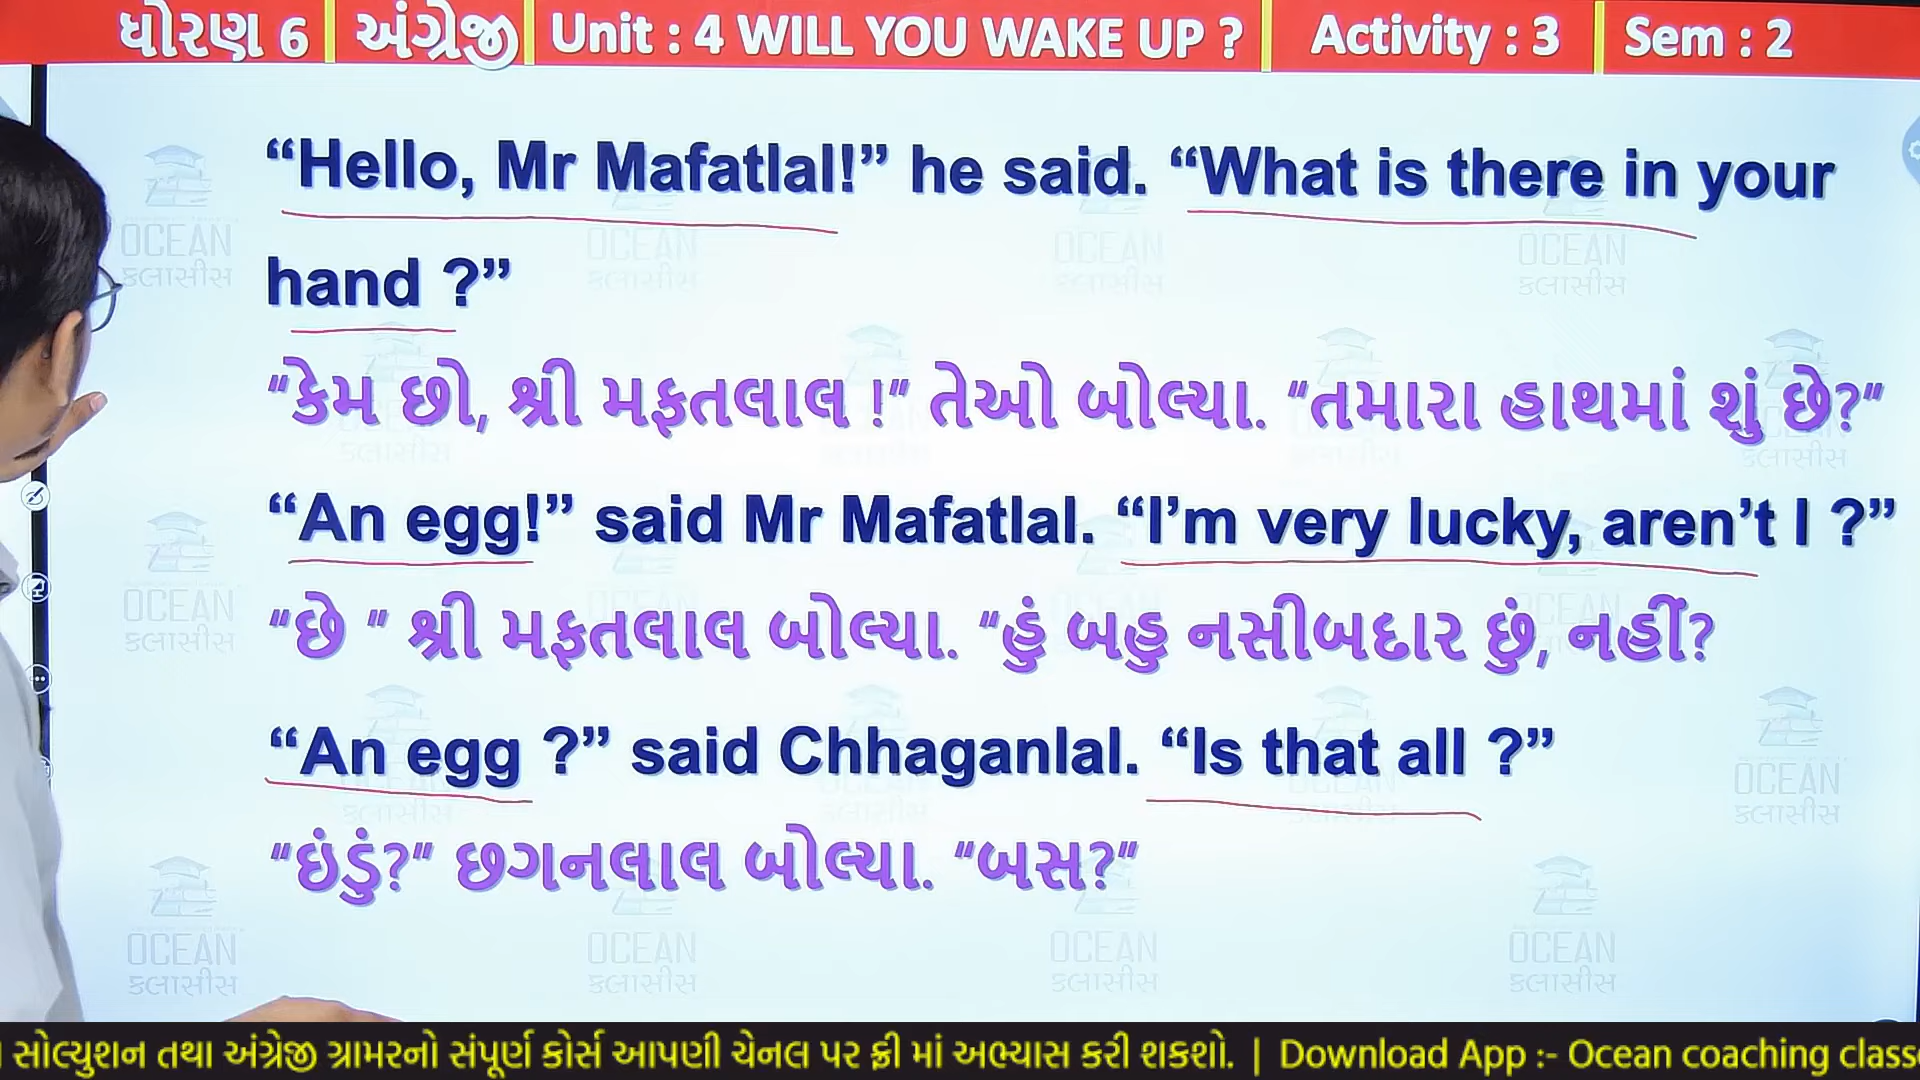 ધોરણ 6 અંગ્રેજી Unit : 4 WILL YOU WAKE UP ? Activity : 3 Sem : 2
“Hello, Mr Mafatlal!” he said. “What is there in your
hand ?”
“કેમ છો, શ્રી મફતલાલ !” તેઓ બોલ્યા. “તમારા હાથમાં શું છે?”
“An egg!” said Mr Mafatlal. “I’m very lucky, aren’t I ?”
“છે ” શ્રી મફતલાલ બોલ્યા. “હું બહુ નસીબદાર છું, નહીં?
“An egg ?” said Chhaganlal. “Is that all ?”
“ઇંડું?” છગનલાલ બોલ્યા. “બસ?”
OCEAN
કલાસીસ
સોલ્યુશન તથા અંગ્રેજી ગ્રામરનો સંપૂર્ણ કોર્સ આપણી ચેનલ પર ફ્રી માં અભ્યાસ કરી શકશો. | Download App :- Ocean coaching class